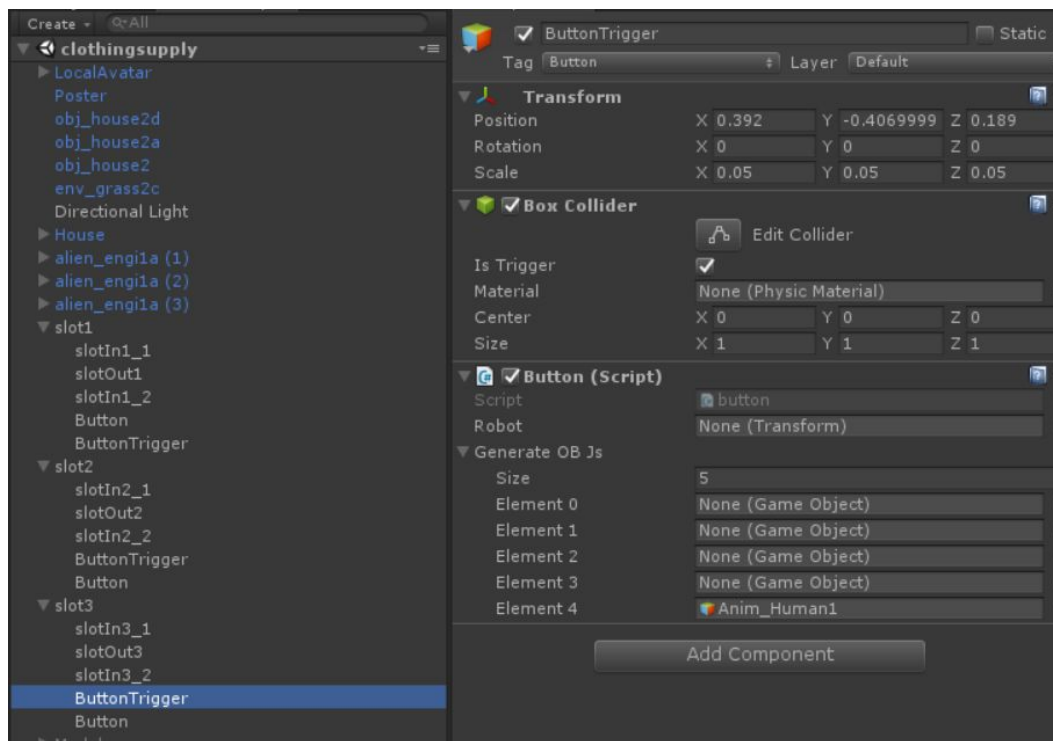 Create
All
clothingsupply
LocalAvatar
Poster
obj_house2d
obj_house2a
obj_house2
env_grass2c
Directional Light
House
alien_engi1a (1)
alien_engi1a (2)
alien_engi1a (3)
slot1
slotIn1_1
slotOut1
slotIn1_2
Button
ButtonTrigger
slot2
slotIn2_1
slotOut2
slotIn2_2
ButtonTrigger
Button
slot3
slotIn3_1
slotOut3
slotIn3_2
ButtonTrigger
Button
ButtonTrigger Static
Tag Button Layer Default
Transform
Position X 0.392 Y -0.4069999 Z 0.189
Rotation X 0 Y 0 Z 0
Scale X 0.05 Y 0.05 Z 0.05
Box Collider
Edit Collider
Is Trigger
Material None (Physic Material)
Center X 0 Y 0 Z 0
Size X 1 Y 1 Z 1
Button (Script)
Script button
Robot None (Transform)
Generate OB Js
Size 5
Element 0 None (Game Object)
Element 1 None (Game Object)
Element 2 None (Game Object)
Element 3 None (Game Object)
Element 4 Anim_Human1
Add Component